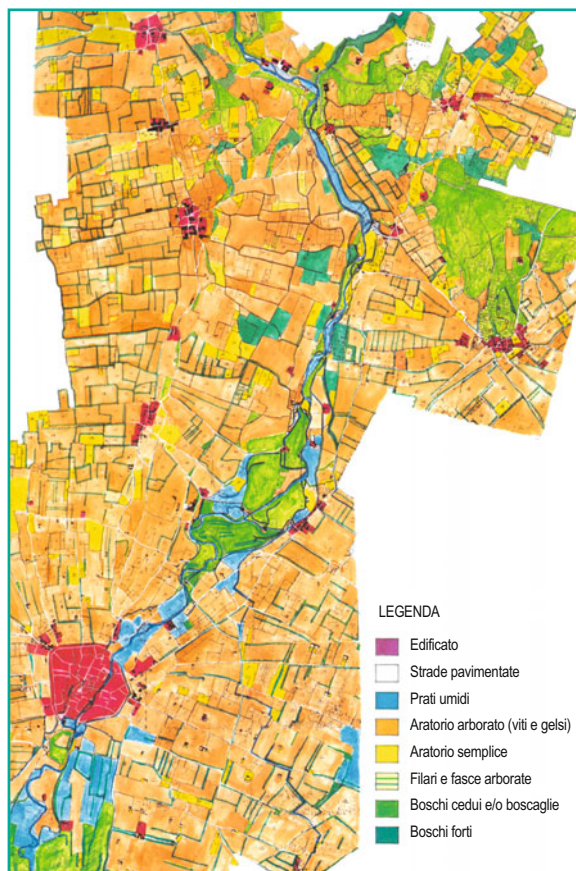 LEGENDA
Edificato
Strade pavimentate
Prati umidi
Aratorio arborato (viti e gelsi)
Aratorio semplice
Filari e fasce arborate
Boschi cedui e/o boscaglie
Boschi forti